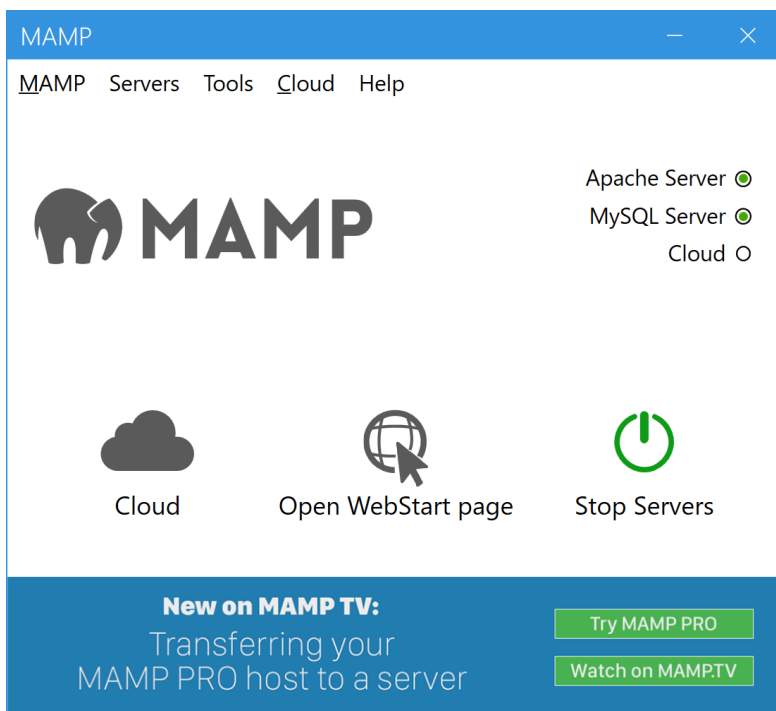 MAMP
MAMP Servers Tools Cloud Help
Apache Server
MySQL Server
Cloud
MAMP
Cloud
Open WebStart page
Stop Servers
New on MAMP TV:
Transferring your
MAMP PRO host to a server
Try MAMP PRO
Watch on MAMP.TV